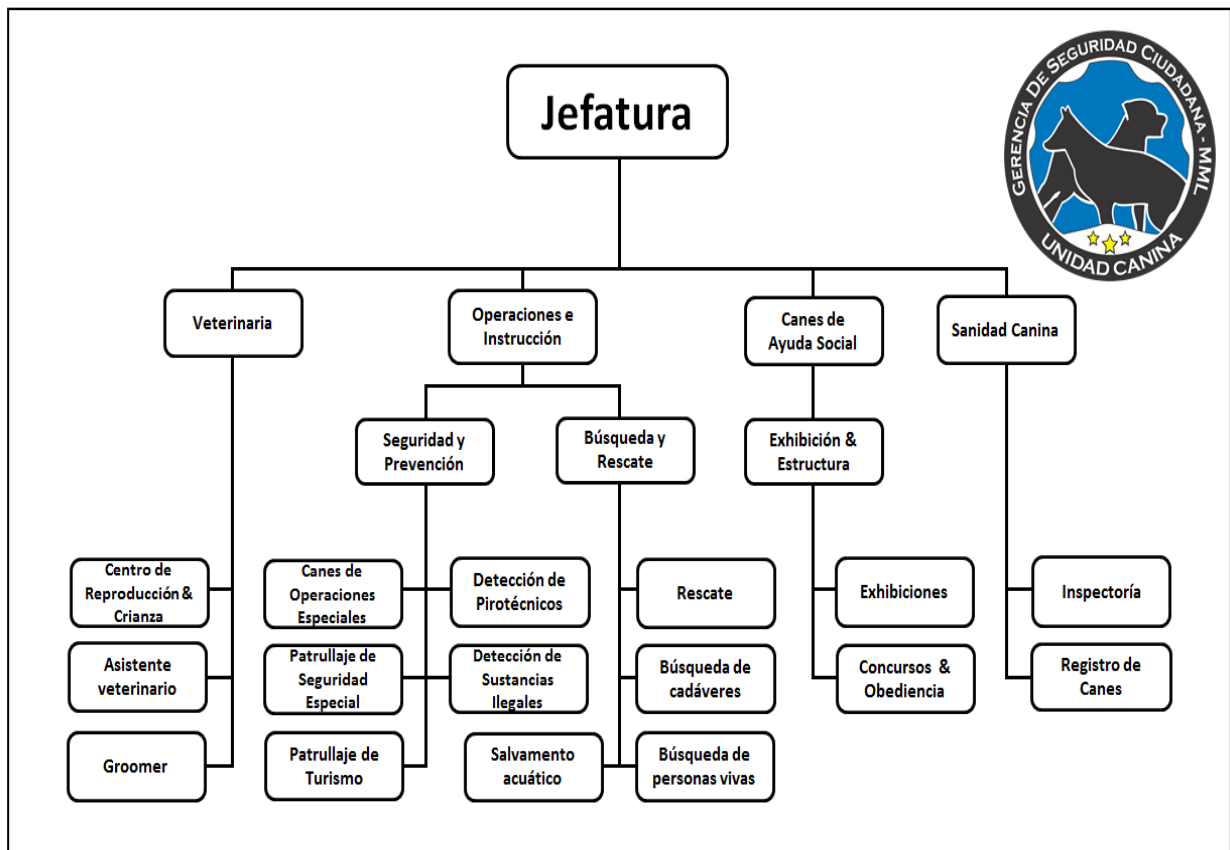 Jefatura
GERENCIA DE SEGURIDAD CIUDADANA - MML
UNIDAD CANINA
Veterinaria
Operaciones e
Instrucción
Canes de
Ayuda Social
Sanidad Canina
Seguridad y
Prevención
Búsqueda y
Rescate
Exhibición &
Estructura
Centro de
Reproducción &
Crianza
Canes de
Operaciones
Especiales
Detección de
Pirotécnicos
Rescate
Exhibiciones
Inspectoría
Asistente
veterinario
Patrullaje de
Seguridad
Especial
Detección de
Sustancias
Ilegales
Búsqueda de
cadáveres
Concursos &
Obediencia
Registro de
Canes
Groomer
Patrullaje de
Turismo
Salvamento
acuático
Búsqueda de
personas vivas